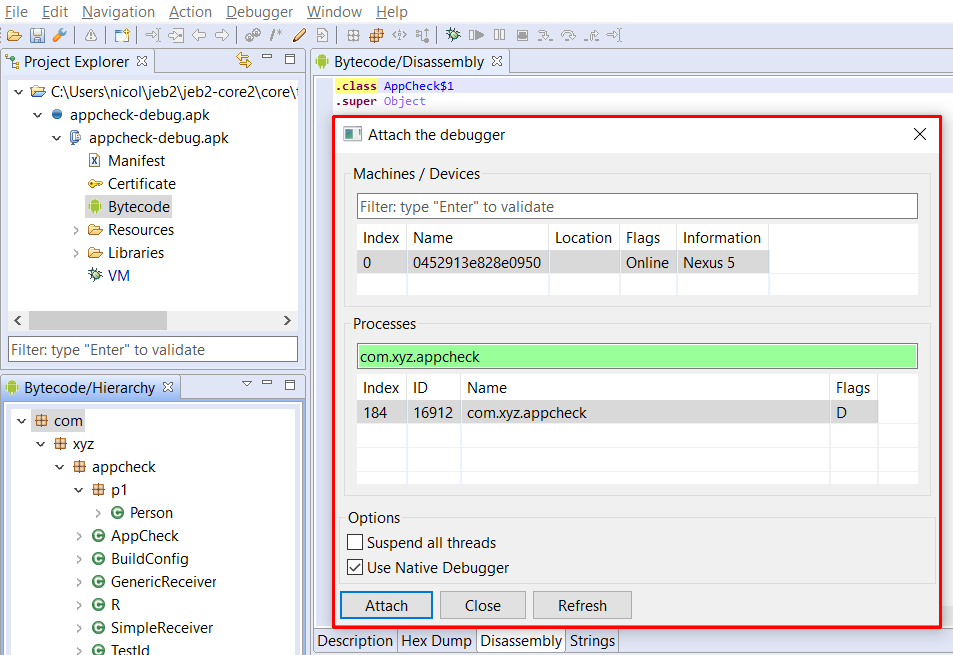 File Edit Navigation Action Debugger Window Help
Project Explorer
C:\Users\nicol\jeb2\jeb2-core2\core\
appcheck-debug.apk
appcheck-debug.apk
Manifest
Certificate
Bytecode
Resources
Libraries
VM
Filter: type "Enter" to validate
Bytecode/Hierarchy
com
xyz
appcheck
p1
Person
AppCheck
BuildConfig
GenericReceiver
R
SimpleReceiver
TestId
Bytecode/Disassembly
.class AppCheck$1
.super Object
Attach the debugger
Machines / Devices
Filter: type "Enter" to validate
Index Name Location Flags Information
0 0452913e828e0950 Online Nexus 5
Processes
com.xyz.appcheck
Index ID Name Flags
184 16912 com.xyz.appcheck D
Options
Suspend all threads
Use Native Debugger
Attach Close Refresh
Description Hex Dump Disassembly Strings